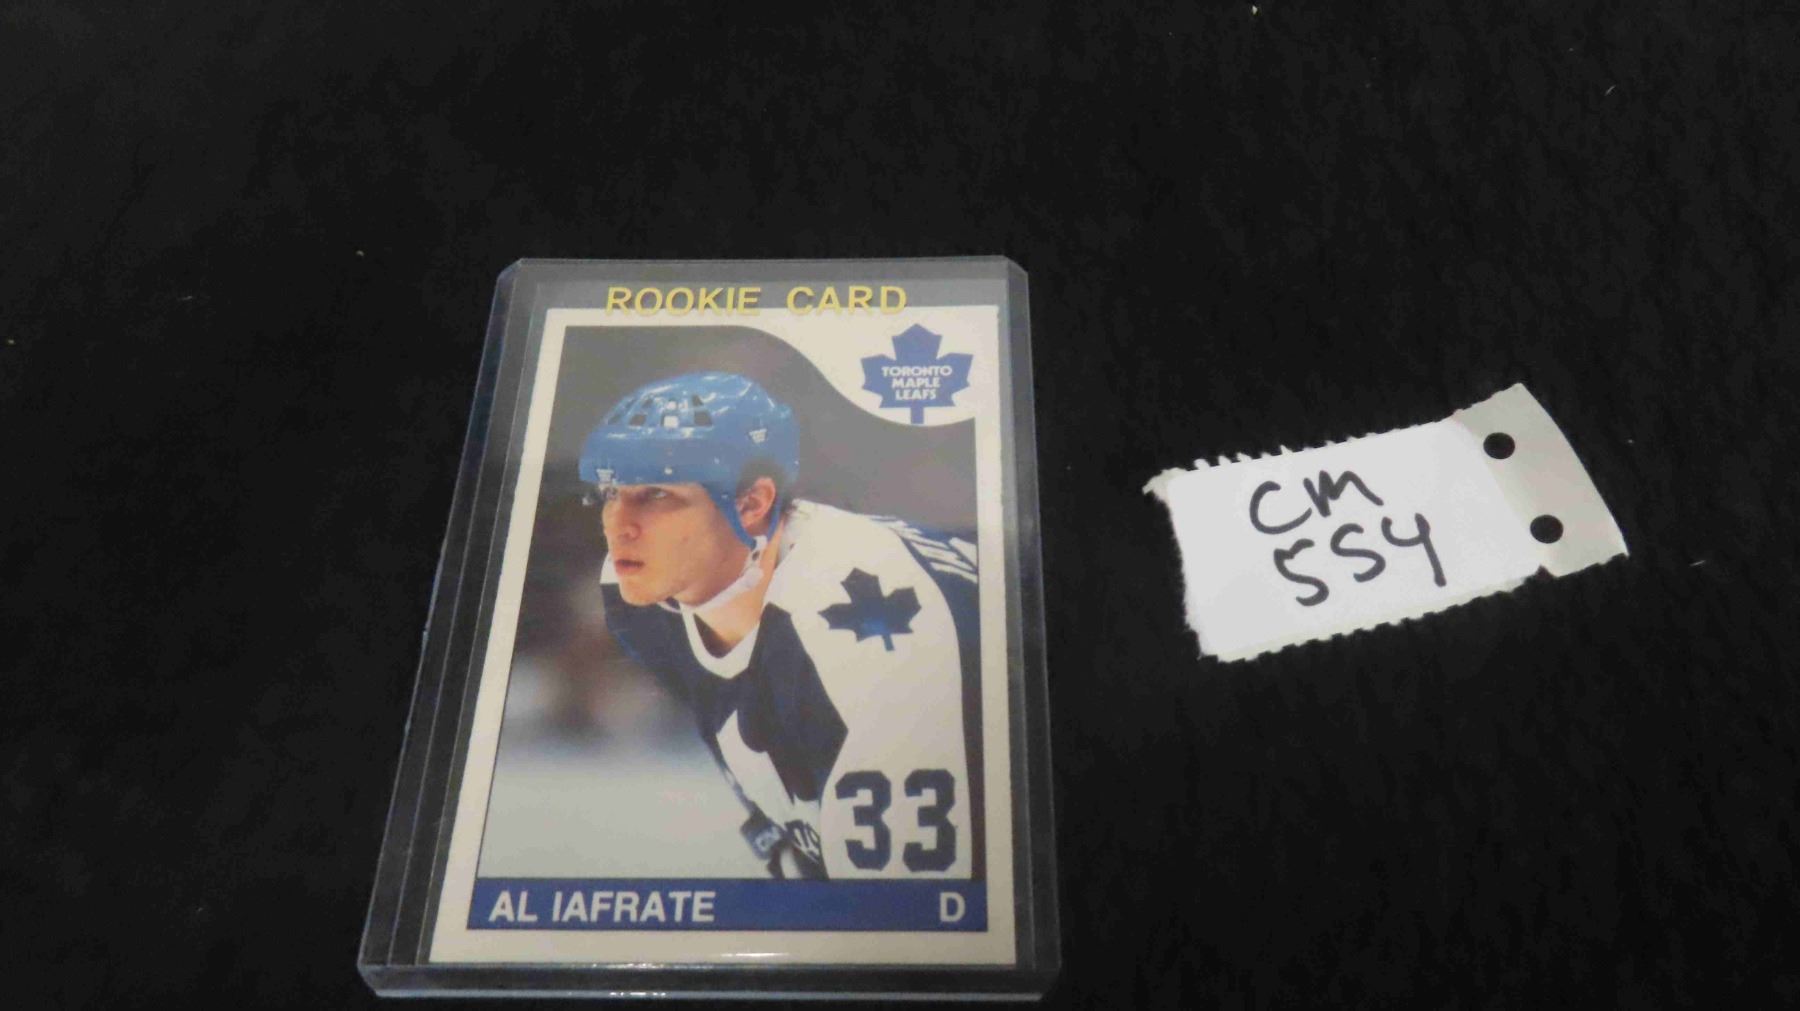 ROOKIE CARD
TORONTO
MAPLE
LEAFS
33
AL IAFRATE D
CM
554